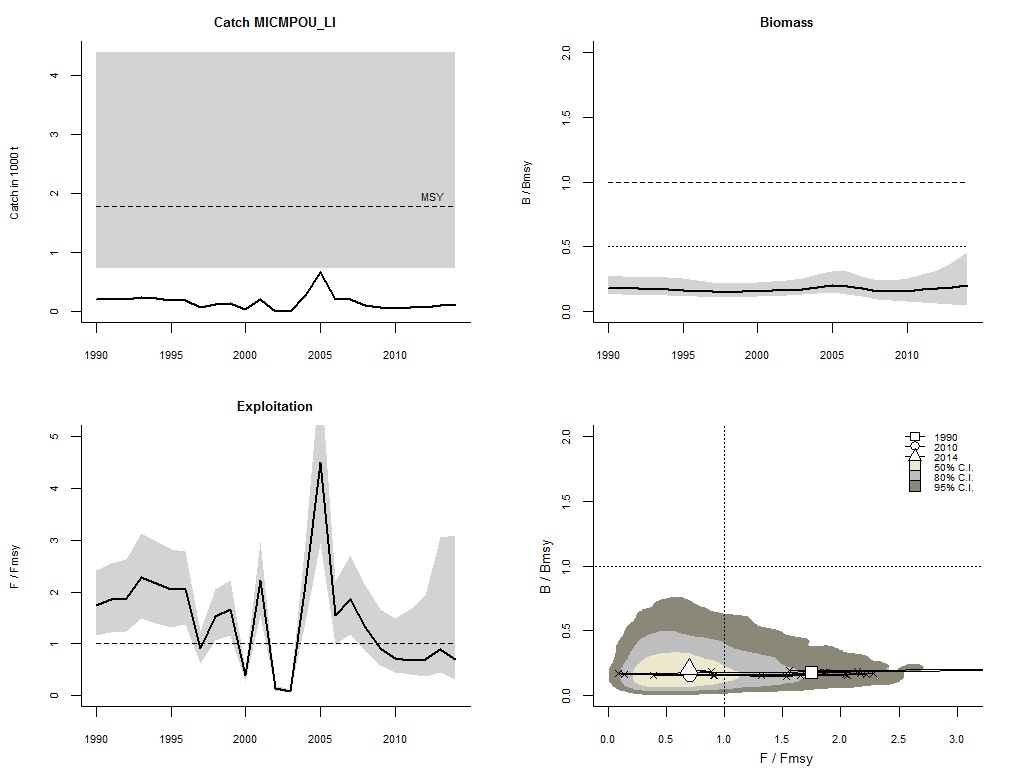 Catch MICMPOU_LI
Catch in 1000 t
4
3
2
1
0
MSY
1990 1995 2000 2005 2010
Biomass
B / Bmsy
2.0
1.5
1.0
0.5
0.0
1990 1995 2000 2005 2010
Exploitation
F / Fmsy
5
4
3
2
1
0
1990 1995 2000 2005 2010
B / Bmsy
2.0
1.5
1.0
0.5
0.0
1990
2010
2014
50% C.I.
80% C.I.
95% C.I.
0.0 0.5 1.0 1.5 2.0 2.5 3.0
F / Fmsy